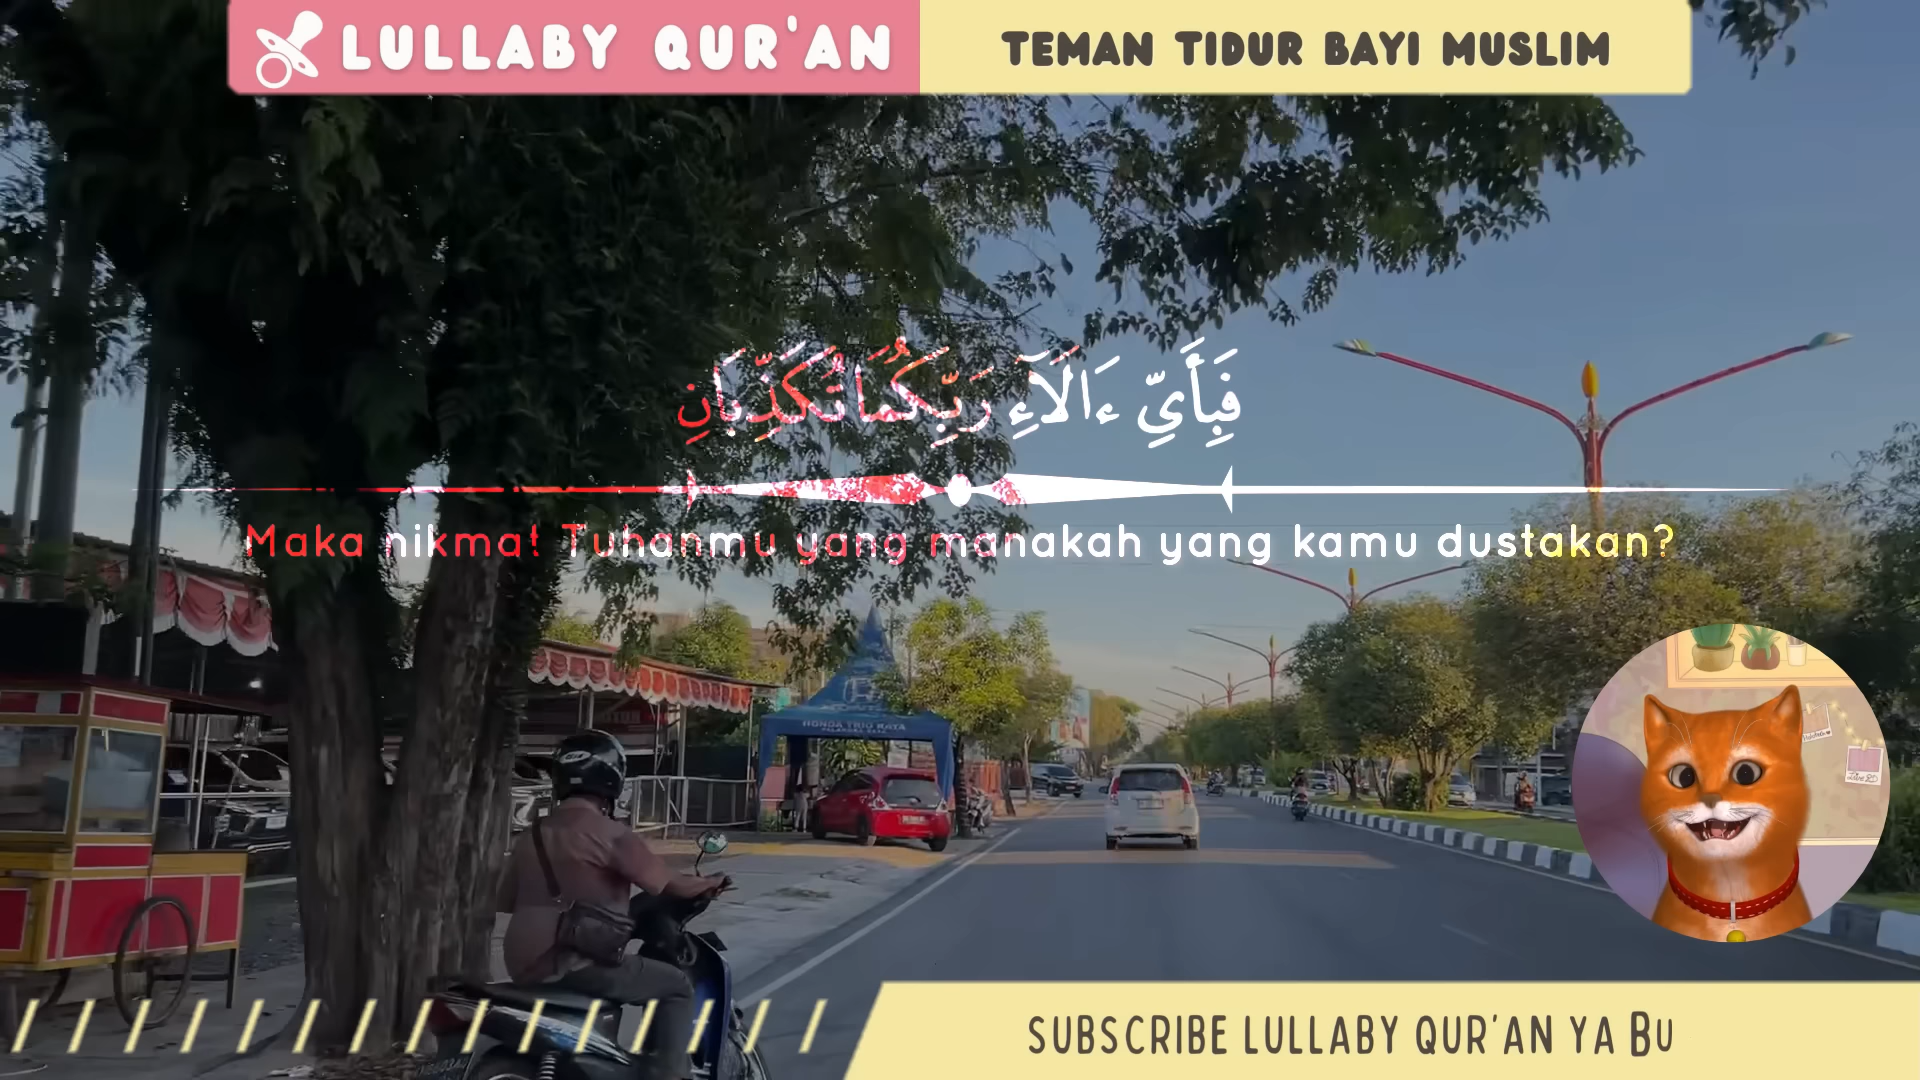 LULLABY QUR'AN
TEMAN TIDUR BAYI MUSLIM
فَبِأَيِّ ءَالَآءِ رَبِّكُمَا تُكَذِّبَانِ
Maka nikmat Tuhanmu yang manakah yang kamu dustakan?
HONDA TRIO RAYA
SUBSCRIBE LULLABY QUR'AN YA BU